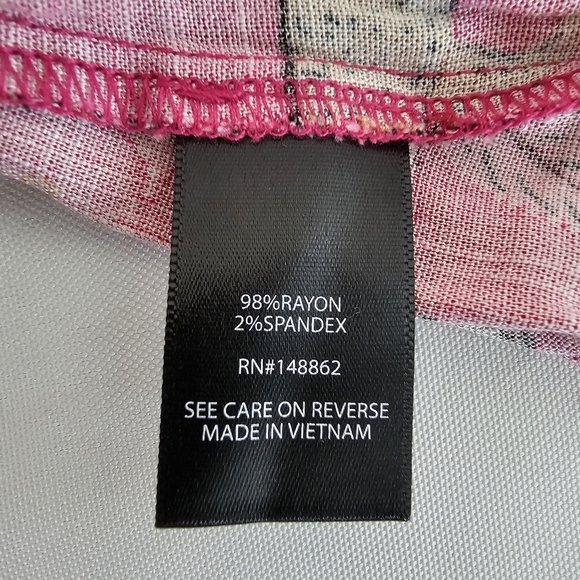 98%RAYON
2%SPANDEX
RN#148862
SEE CARE ON REVERSE
MADE IN VIETNAM